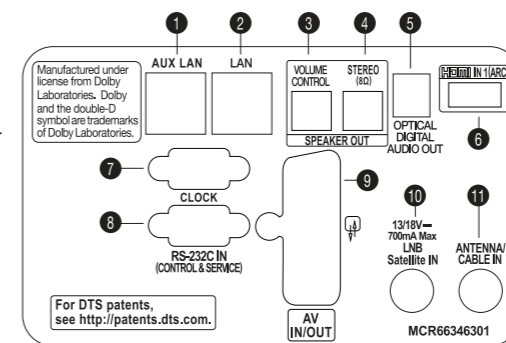 1 2 3 4 5
AUX LAN LAN
VOLUME CONTROL
STEREO (8Ω)
HDMI IN 1(ARC
Manufactured under
license from Dolby
Laboratories. Dolby
and the double-D
symbol are trademarks
of Dolby Laboratories.
SPEAKER OUT
OPTICAL
DIGITAL
AUDIO OUT
6
7
CLOCK
8
RS-232C IN
(CONTROL & SERVICE)
9
AV
IN/OUT
10
13/18V⎓
700mA Max
LNB
Satellite IN
11
ANTENNA/
CABLE IN
For DTS patents,
see http://patents.dts.com.
MCR66346301